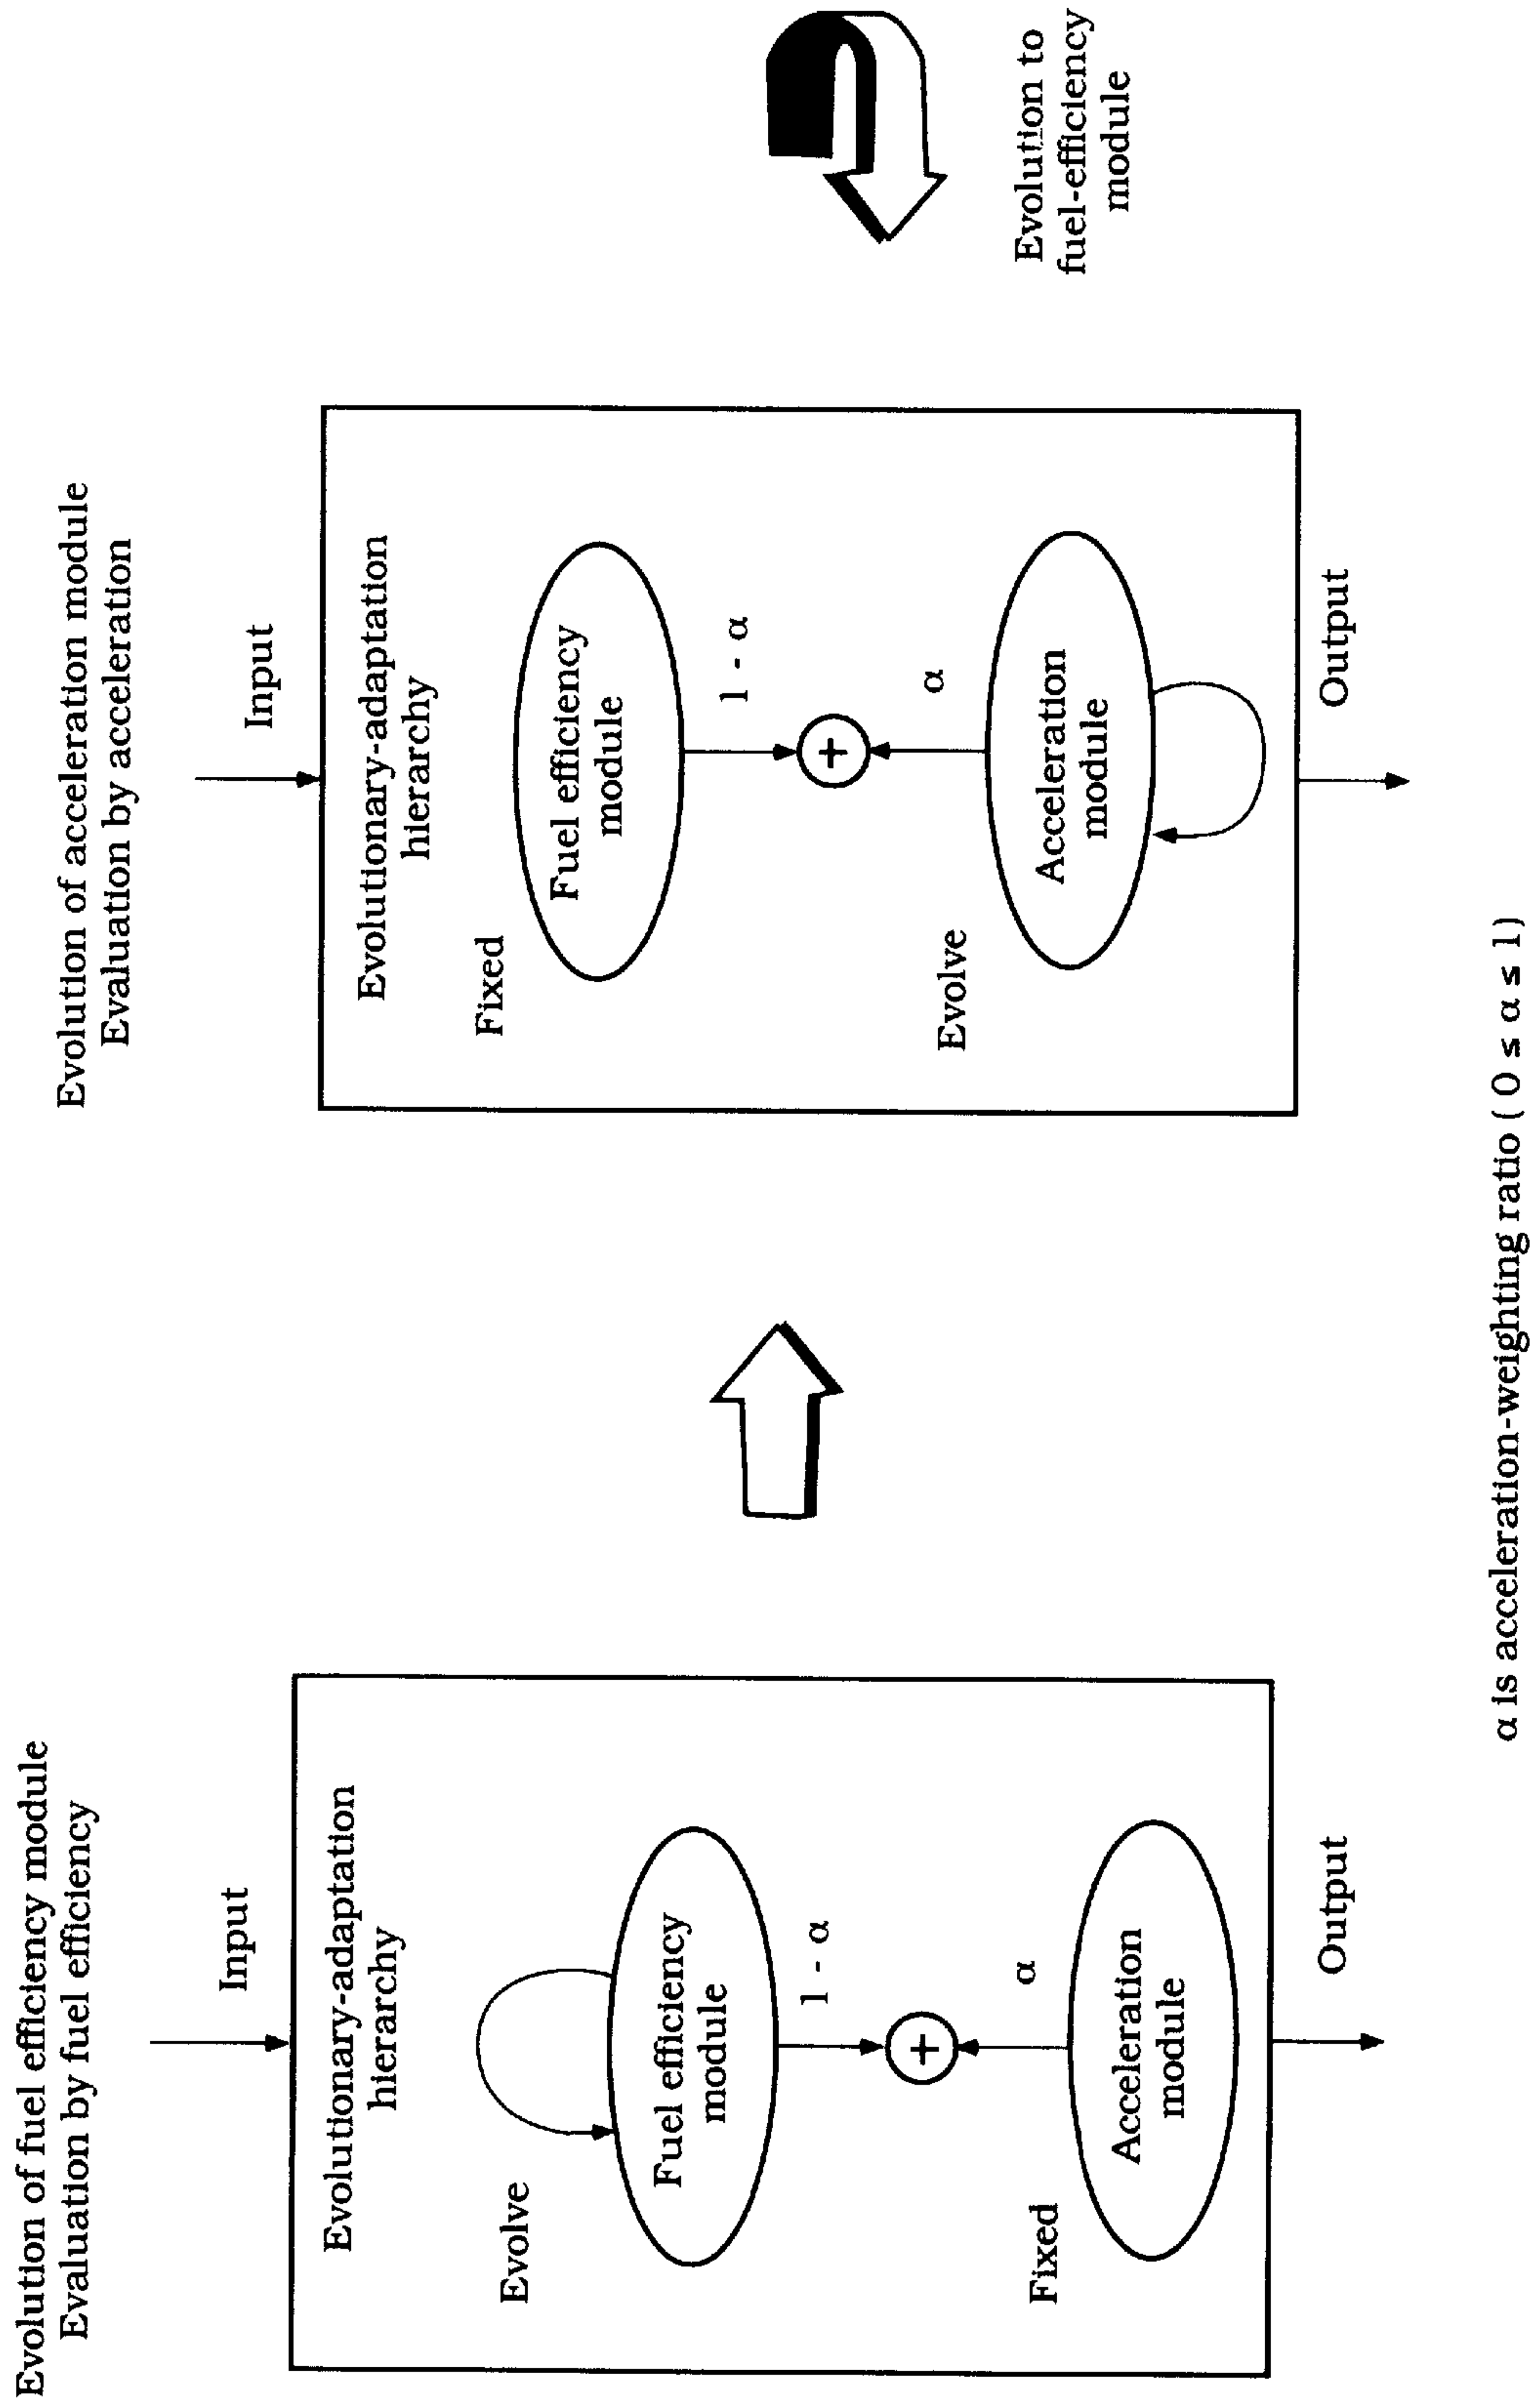 Evolution of fuel efficiency module
Evaluation by fuel efficiency
Input
Evolutionary-adaptation
hierarchy
Evolve
Fuel efficiency
module
1 - α
α
Fixed
Acceleration
module
Output
Evolution of acceleration module
Evaluation by acceleration
Input
Evolutionary-adaptation
hierarchy
Fixed
Fuel efficiency
module
1 - α
+
α
Evolve
Acceleration
module
Output
Evolution to
fuel-efficiency
module
α is acceleration-weighting ratio ( 0 ≤ α ≤ 1)